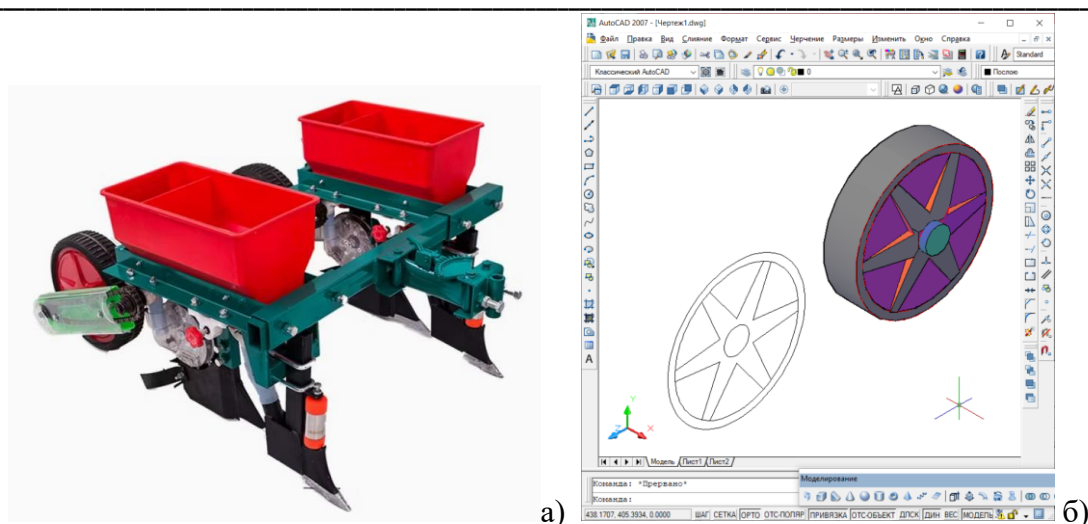 AutoCAD 2007 - [Чертеж1.dwg]
Файл Правка Вид Слияние Формат Сервис Черчение Размеры Изменить Окно Справка
Standard
Классический AutoCAD
0
Послою
A
Y
Z X
Модель Лист1 Лист2
Моделирование
Команда: *Прервано*
Команда:
438.1707, 405.3934, 0.0000 ШАГ СЕТКА ОРТО ОТС-ПОЛЯР ПРИВЯЗКА ОТС-ОБЪЕКТ ДПСК ДИН ВЕС МОДЕЛЬ
а) б)